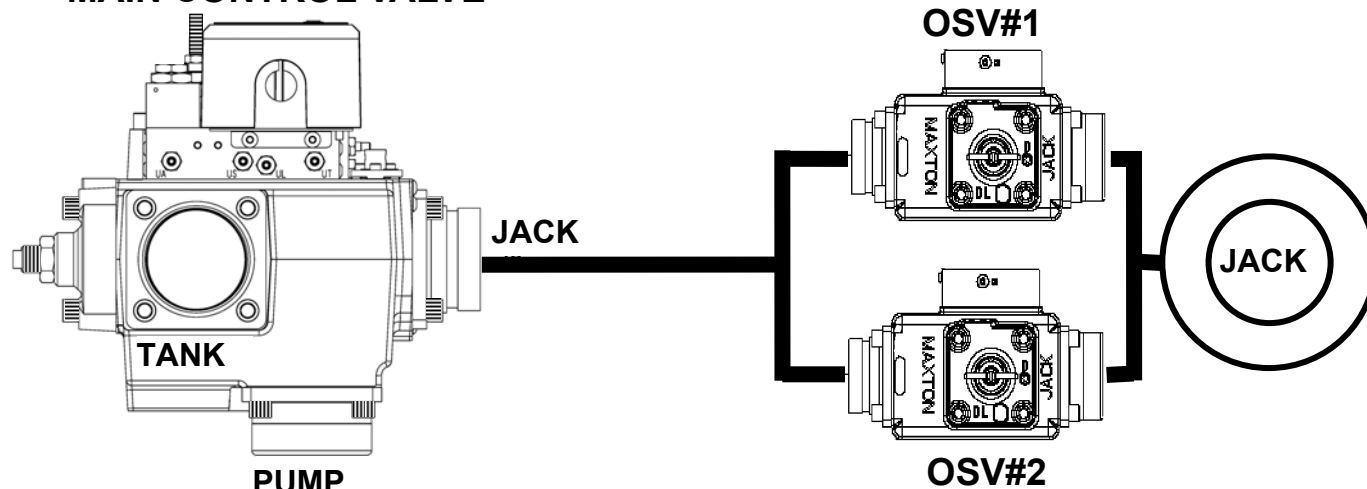 MAIN CONTROL VALVE
OSV#1
UA US UL UT
MAXTON
JACK
DL
JACK
JACK
TANK
MAXTON
JACK
DL
PUMP
OSV#2